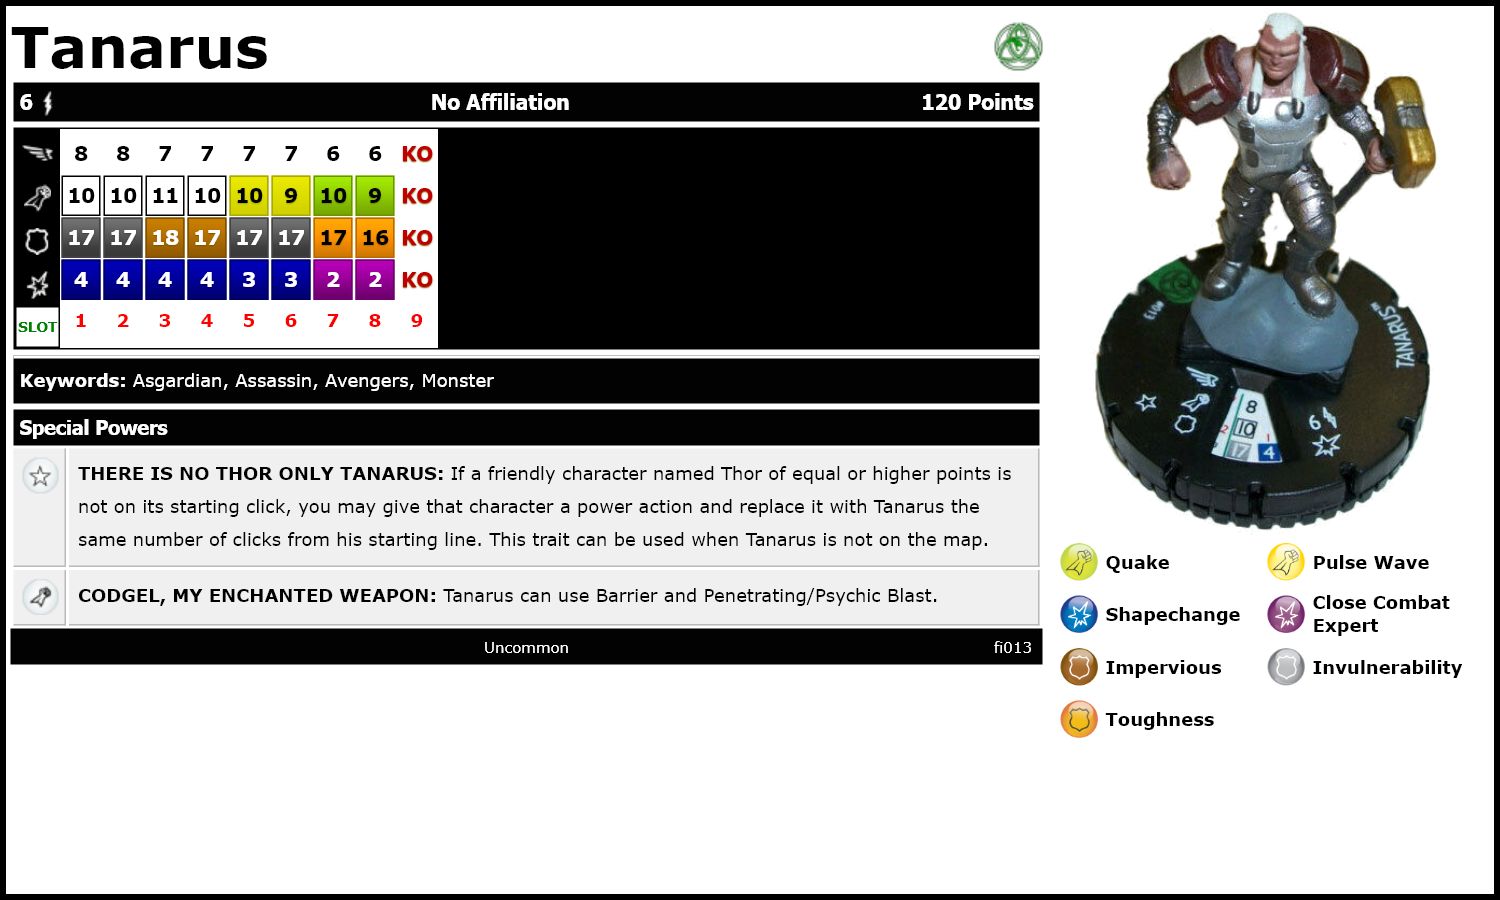 Tanarus
6 No Affiliation 120 Points
8 8 7 7 7 7 6 6 KO
10 10 11 10 10 9 10 9 KO
17 17 18 17 17 17 17 16 KO
4 4 4 4 3 3 2 2 KO
SLOT 1 2 3 4 5 6 7 8 9
Keywords: Asgardian, Assassin, Avengers, Monster
Special Powers
THERE IS NO THOR ONLY TANARUS: If a friendly character named Thor of equal or higher points is
not on its starting click, you may give that character a power action and replace it with Tanarus the
same number of clicks from his starting line. This trait can be used when Tanarus is not on the map.
CODGEL, MY ENCHANTED WEAPON: Tanarus can use Barrier and Penetrating/Psychic Blast.
Uncommon fi013
TANARUS™
8
10
17 4
1
6
Quake
Pulse Wave
Shapechange
Close Combat
Expert
Impervious
Invulnerability
Toughness